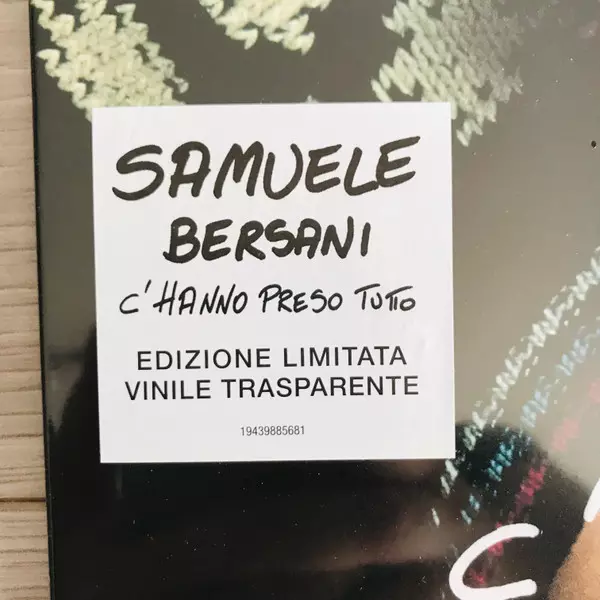 SAMUELE
BERSANI
C'HANNO PRESO TUTTO
EDIZIONE LIMITATA
VINILE TRASPARENTE
19439885681
C